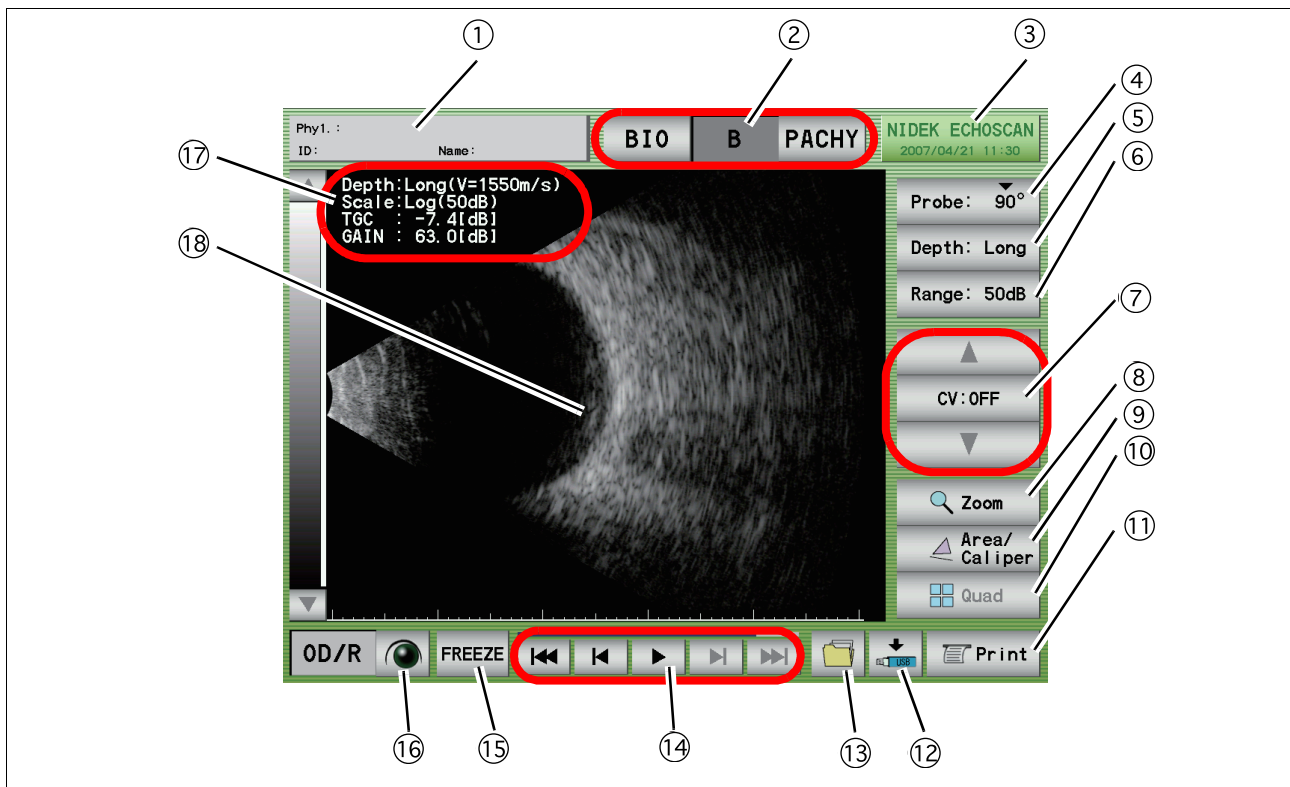 ① ② ③
④
⑤
⑥
⑦
⑧
⑨
⑩
⑪
⑫
⑬
⑭
⑮
⑯
⑰
⑱
Phy1. :
ID: Name:
BIO B PACHY
NIDEK ECHOSCAN
2007/04/21 11:30
Depth:Long(V=1550m/s)
Scale:Log(50dB)
TGC : -7.4[dB]
GAIN : 63.0[dB]
Probe: 90°
Depth: Long
Range: 50dB
CV:OFF
Zoom
Area/
Caliper
Quad
OD/R FREEZE USB Print